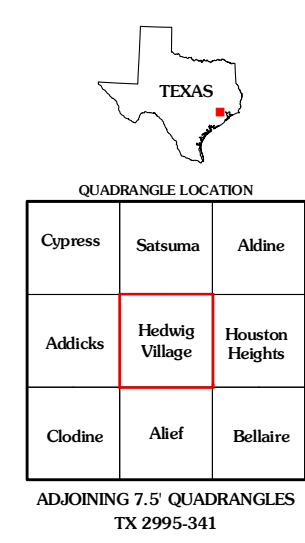 TEXAS
QUADRANGLE LOCATION
Cypress
Satsuma
Aldine
Addicks
Hedwig
Village
Houston
Heights
Clodine
Alief
Bellaire
ADJOINING 7.5' QUADRANGLES
TX 2995-341